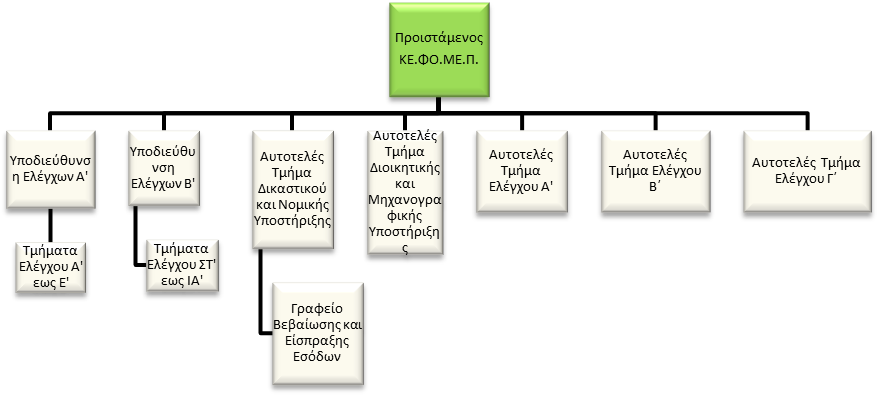 Προιστάμενος
ΚΕ.ΦΟ.ΜΕ.Π.
Υποδιεύθυνσ
η Ελέγχων Α'
Υποδιεύθυ
νση
Ελέγχων Β'
Αυτοτελές
Τμήμα
Δικαστικού
και Νομικής
Υποστήριξης
Αυτοτελές
Τμήμα
Διοικητικής
και
Μηχανογρα
φικής
Υποστήριξη
ς
Αυτοτελές
Τμήμα
Ελέγχου Α'
Αυτοτελές
Τμήμα Ελέγχου
Β΄
Αυτοτελές Τμήμα
Ελέγχου Γ΄
Τμήματα
Ελέγχου Α'
εως Ε'
Τμήματα
Ελέγχου ΣΤ'
εως ΙΑ'
Γραφείο
Βεβαίωσης και
Είσπραξης
Εσόδων